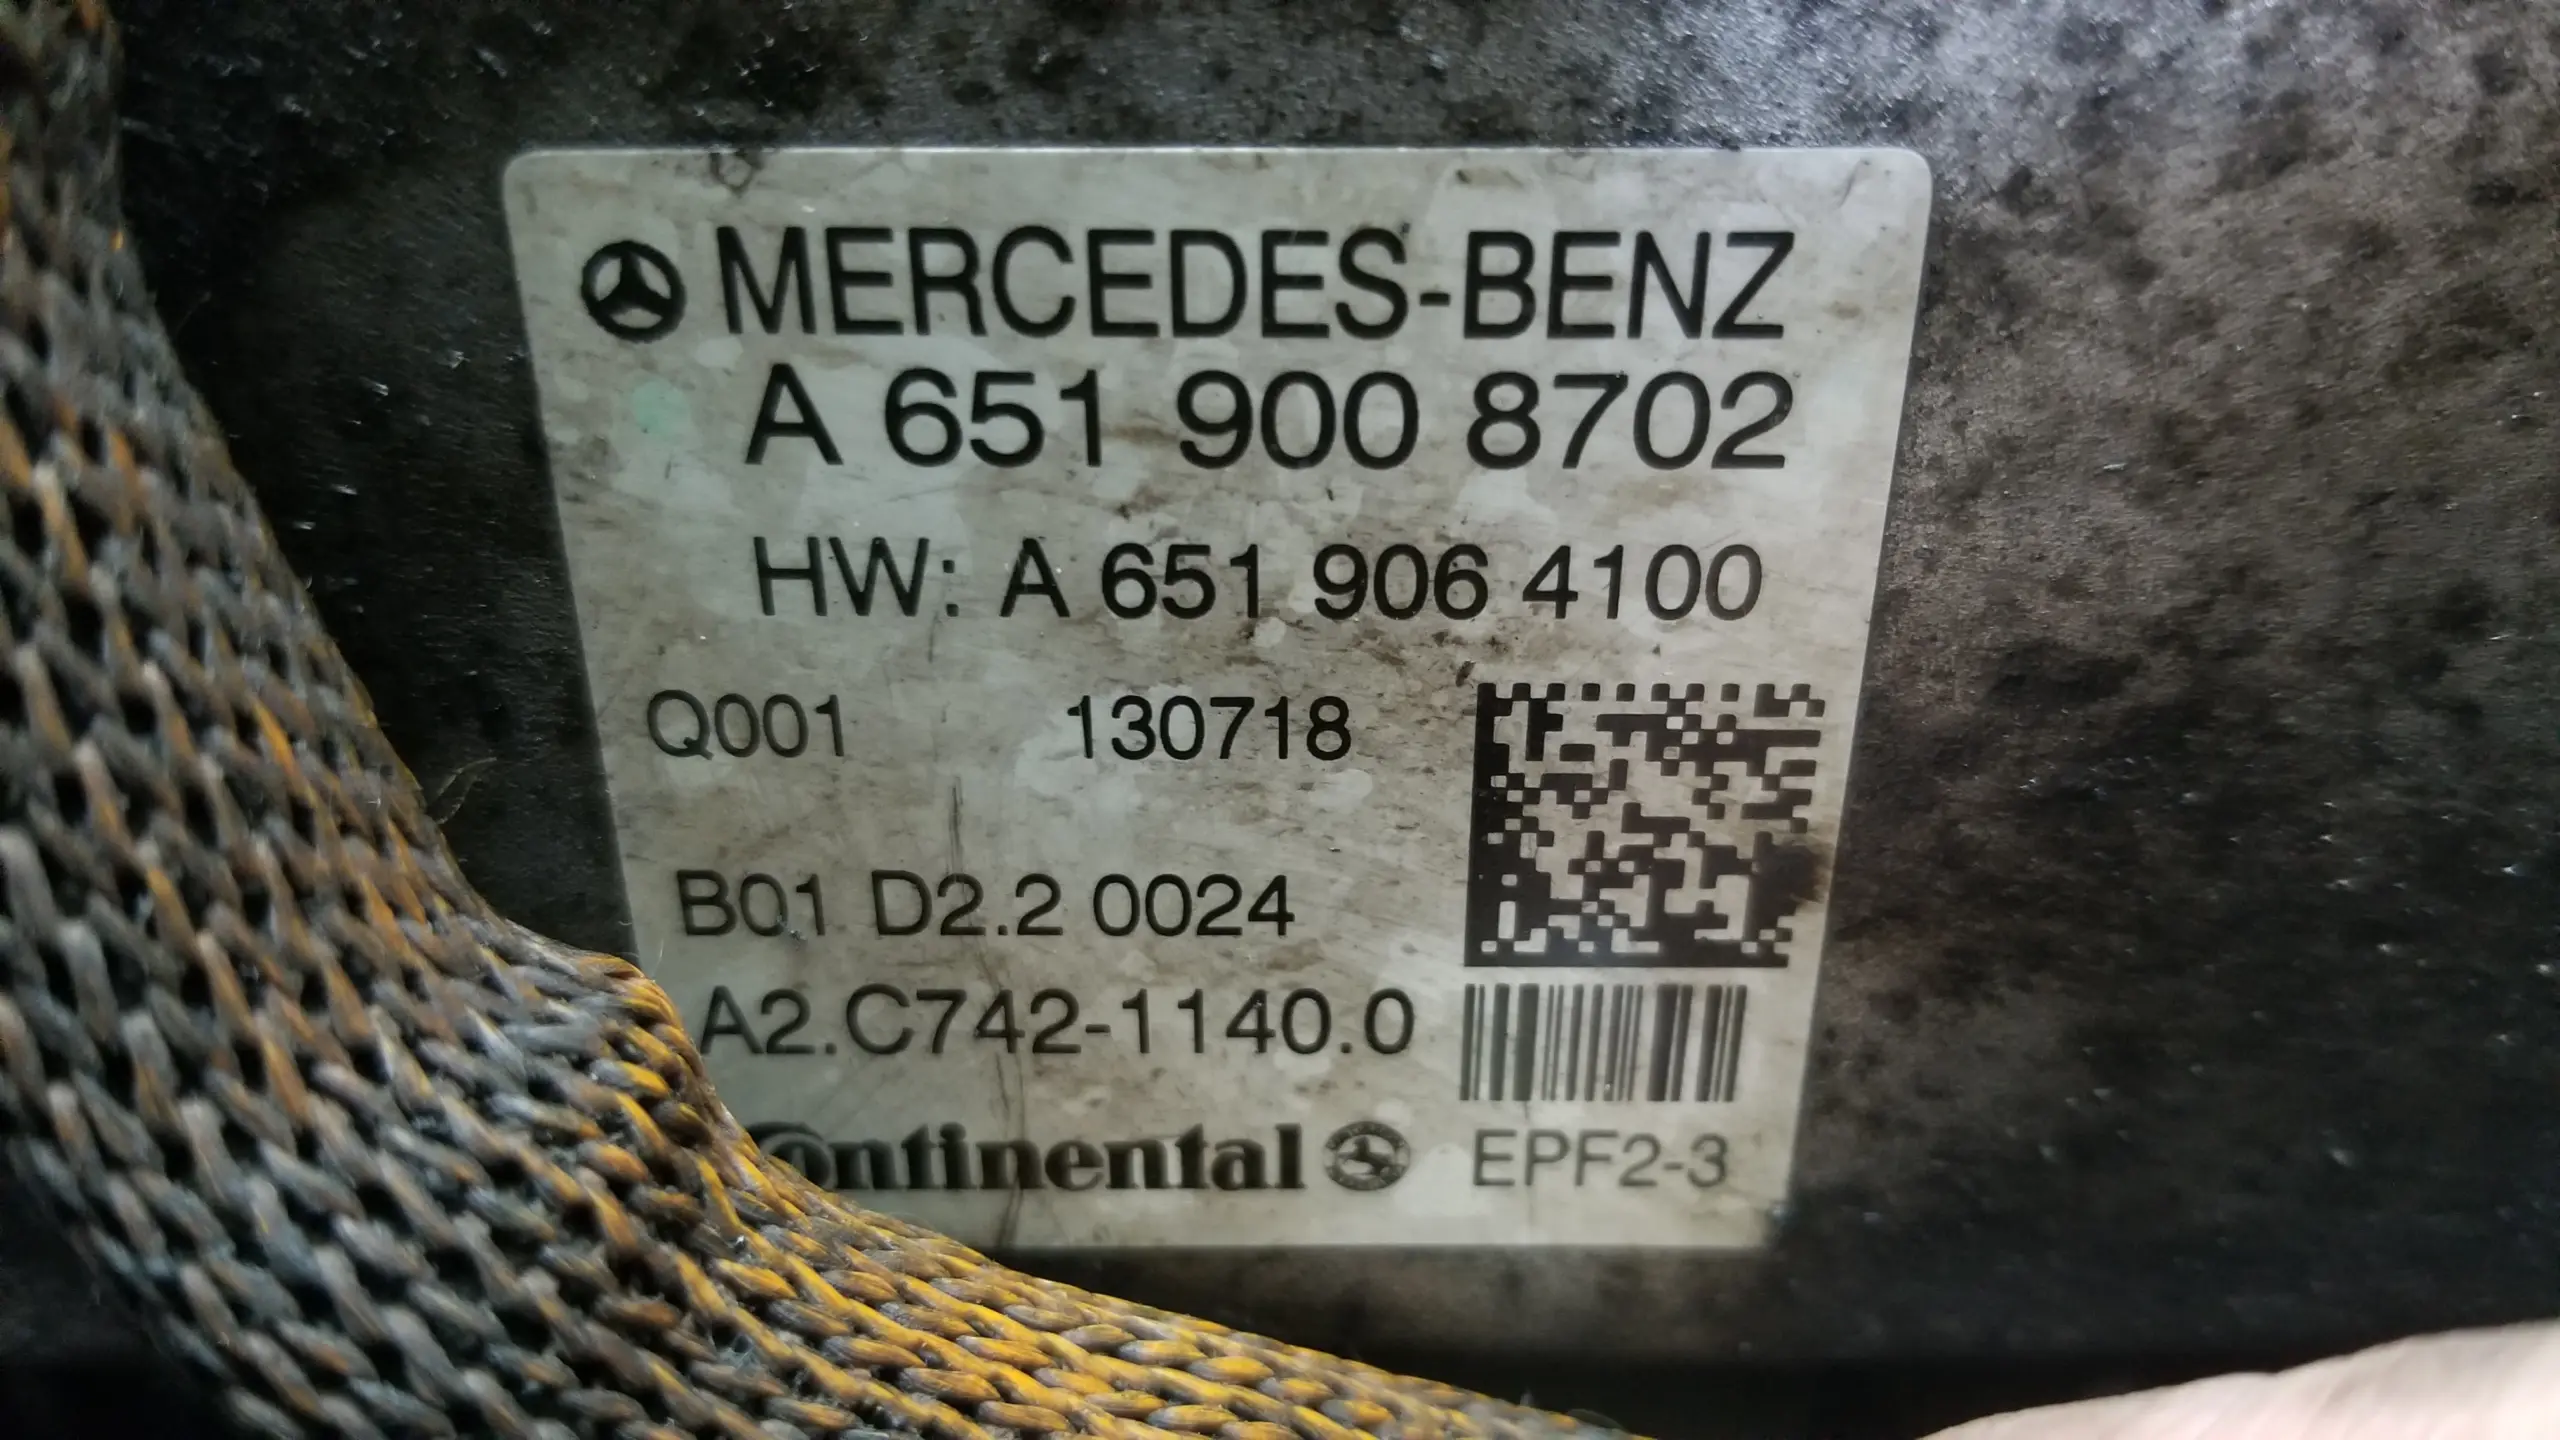 MERCEDES-BENZ
A 651 900 8702
HW: A 651 906 4100
Q001 130718
B01 D2.2 0024
A2.C742-1140.0
Continental EPF2-3